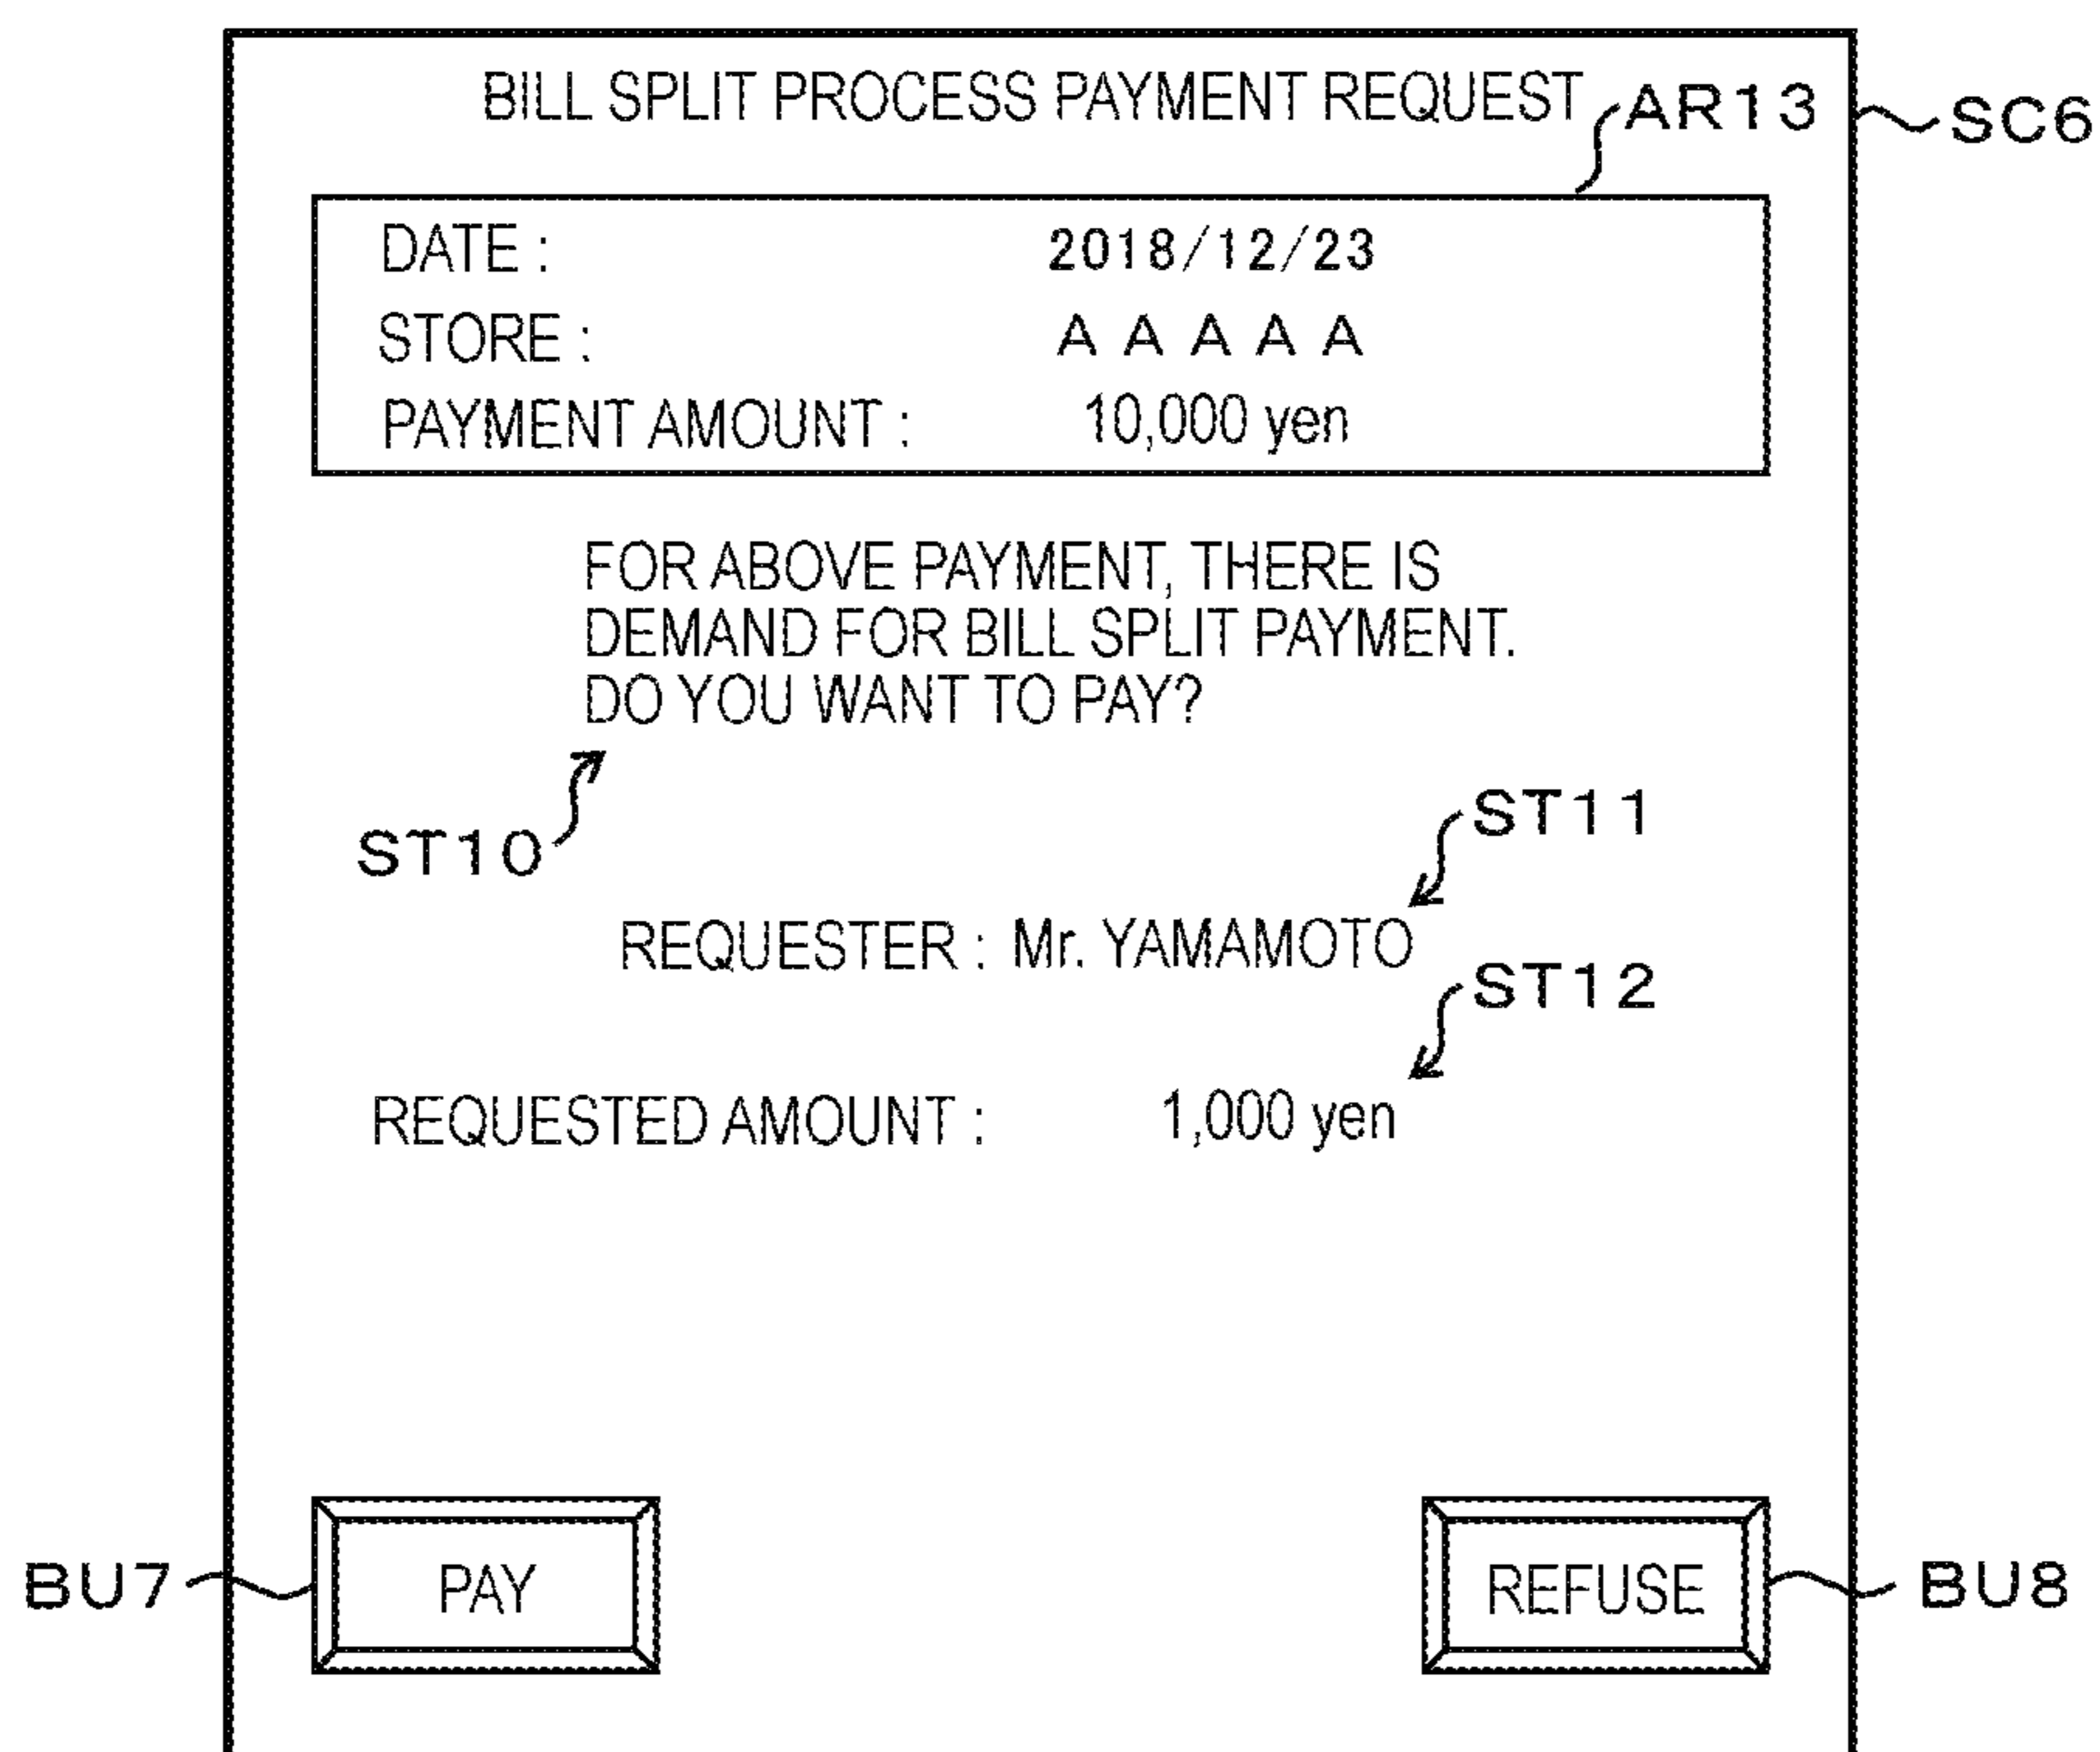 BILL SPLIT PROCESS PAYMENT REQUEST
AR13
SC6
DATE : 2018/12/23
STORE : A A A A A
PAYMENT AMOUNT : 10,000 yen
FOR ABOVE PAYMENT, THERE IS
DEMAND FOR BILL SPLIT PAYMENT.
DO YOU WANT TO PAY?
ST10
ST11
REQUESTER : Mr. YAMAMOTO
ST12
REQUESTED AMOUNT : 1,000 yen
BU7
PAY
REFUSE
BU8